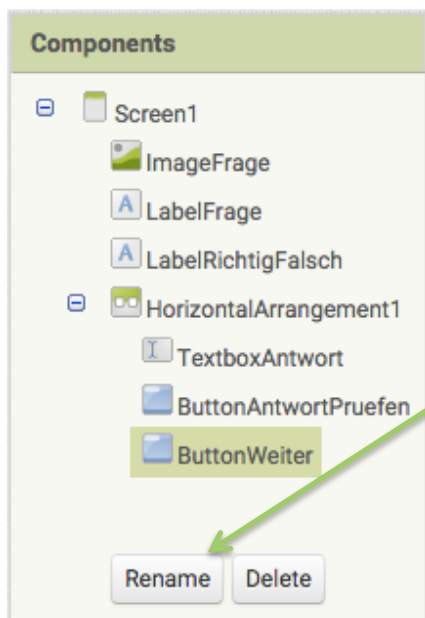 Components
Screen1
ImageFrage
A LabelFrage
A LabelRichtigFalsch
HorizontalArrangement1
I TextboxAntwort
ButtonAntwortPruefen
ButtonWeiter
Rename Delete